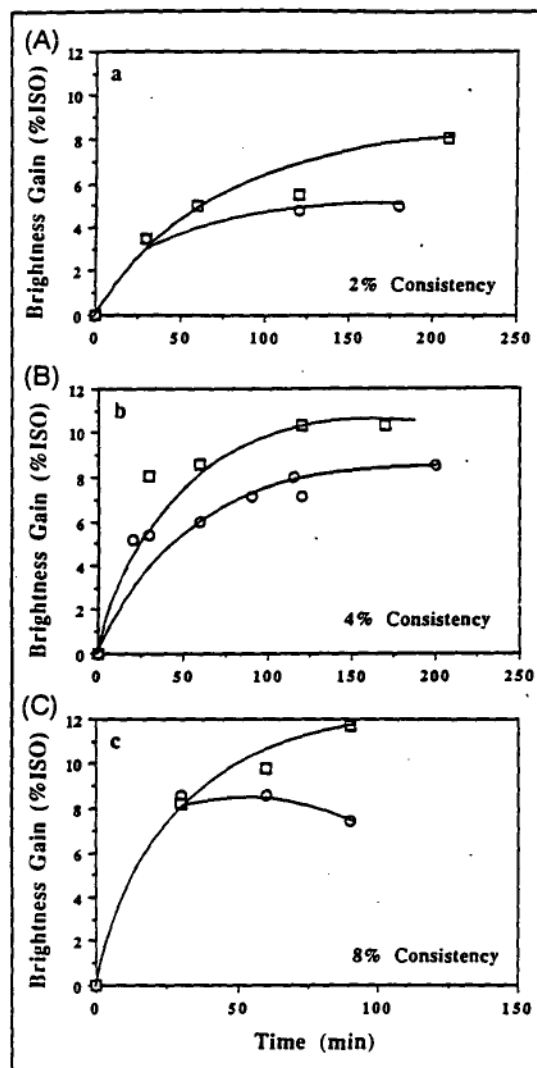 (A)
a
Brightness Gain (%ISO)
12
10
8
6
4
2
0
2% Consistency
0 50 100 150 200 250
(B)
b
Brightness Gain (%ISO)
12
10
8
6
4
2
0
4% Consistency
0 50 100 150 200 250
(C)
c
Brightness Gain (%ISO)
12
10
8
6
4
2
0
8% Consistency
0 50 100 150
Time (min)